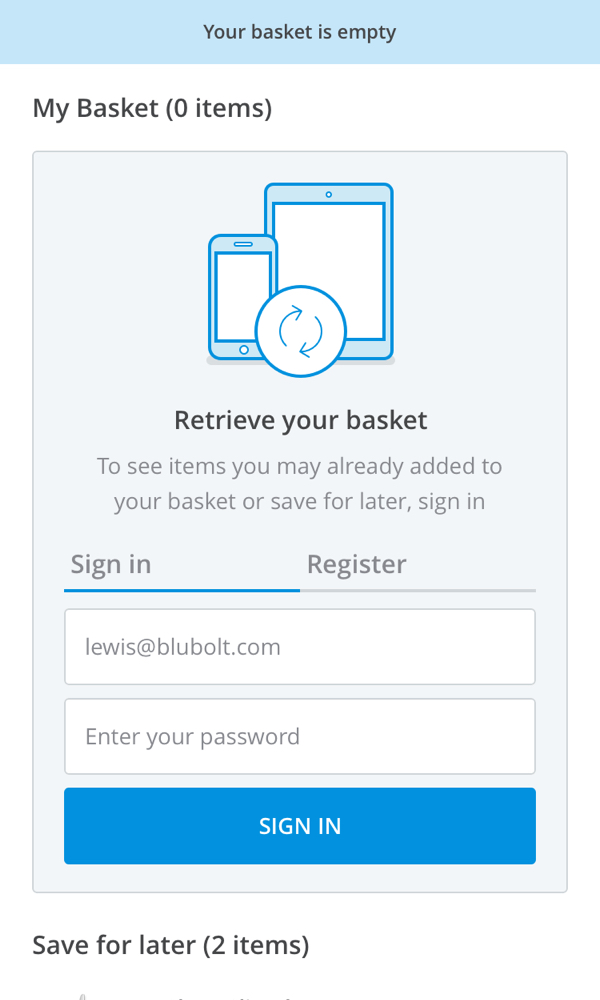 Your basket is empty
My Basket (0 items)
Retrieve your basket
To see items you may already added to
your basket or save for later, sign in
Sign in
Register
lewis@blubolt.com
Enter your password
SIGN IN
Save for later (2 items)